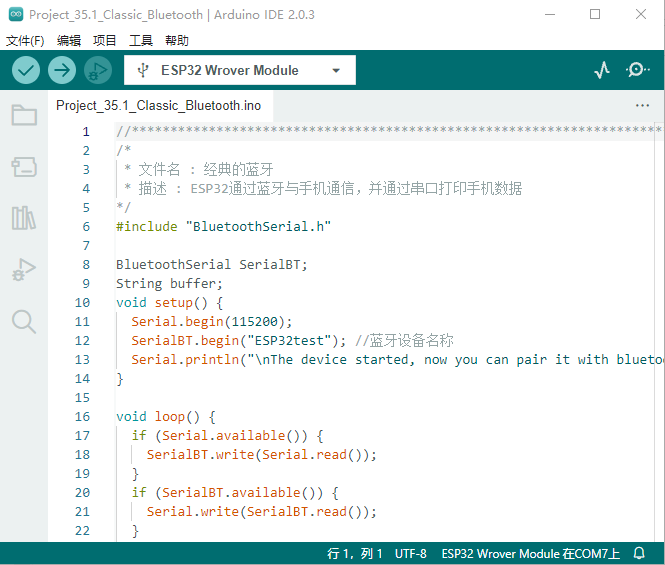 Project_35.1_Classic_Bluetooth | Arduino IDE 2.0.3
文件(F) 编辑 项目 工具 帮助
ESP32 Wrover Module
Project_35.1_Classic_Bluetooth.ino
1 //**********************************************************************
2 /*
3  * 文件名 : 经典的蓝牙
4  * 描述 : ESP32通过蓝牙与手机通信，并通过串口打印手机数据
5 */
6 #include "BluetoothSerial.h"
7
8 BluetoothSerial SerialBT;
9 String buffer;
10 void setup() {
11   Serial.begin(115200);
12   SerialBT.begin("ESP32test"); //蓝牙设备名称
13   Serial.println("\nThe device started, now you can pair it with blueto
14 }
15
16 void loop() {
17   if (Serial.available()) {
18     SerialBT.write(Serial.read());
19   }
20   if (SerialBT.available()) {
21     Serial.write(SerialBT.read());
22   }
行 1，列 1 UTF-8 ESP32 Wrover Module 在COM7上